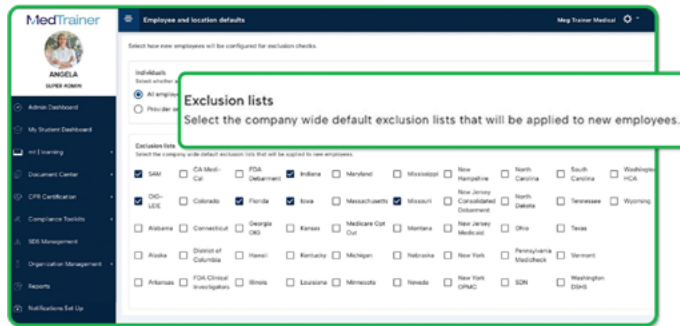 MedTrainer
Employee and location defaults
Meg Trainer Medical
ANGELA
SUPER ADMIN
Admin Dashboard
My Student Dashboard
Document Center
CPR Certification
Compliance Toolkits
SDS Management
Organization Management
Reports
Notifications Set Up
Select how new employees will be configured for exclusion checks.
Individuals
Select whether
All employe
Provider
Exclusion lists
Select the company wide default exclusion lists that will be applied to new employees.
Exclusion lists
Select the company wide default exclusion lists that will be applied to new employees.
SAM
CA Medi-Cal
FDA Debarment
Indiana
Maryland
Mississippi
New Hampshire
North Carolina
South Carolina
Washington HCA
OIG-LEIE
Colorado
Florida
Iowa
Massachusetts
Missouri
New Jersey Consolidated Debarment
North Dakota
Tennessee
Wyoming
Alabama
Connecticut
Georgia OIG
Kansas
Medicare Opt Out
Montana
New Jersey Medicaid
Ohio
Texas
Alaska
District of Columbia
Hawaii
Kentucky
Michigan
Nebraska
New York
Pennsylvania Medicheck
Vermont
Arkansas
FDA Clinical Investigators
Illinois
Louisiana
Minnesota
Nevada
New York OPMC
SDN
Washington DSHS